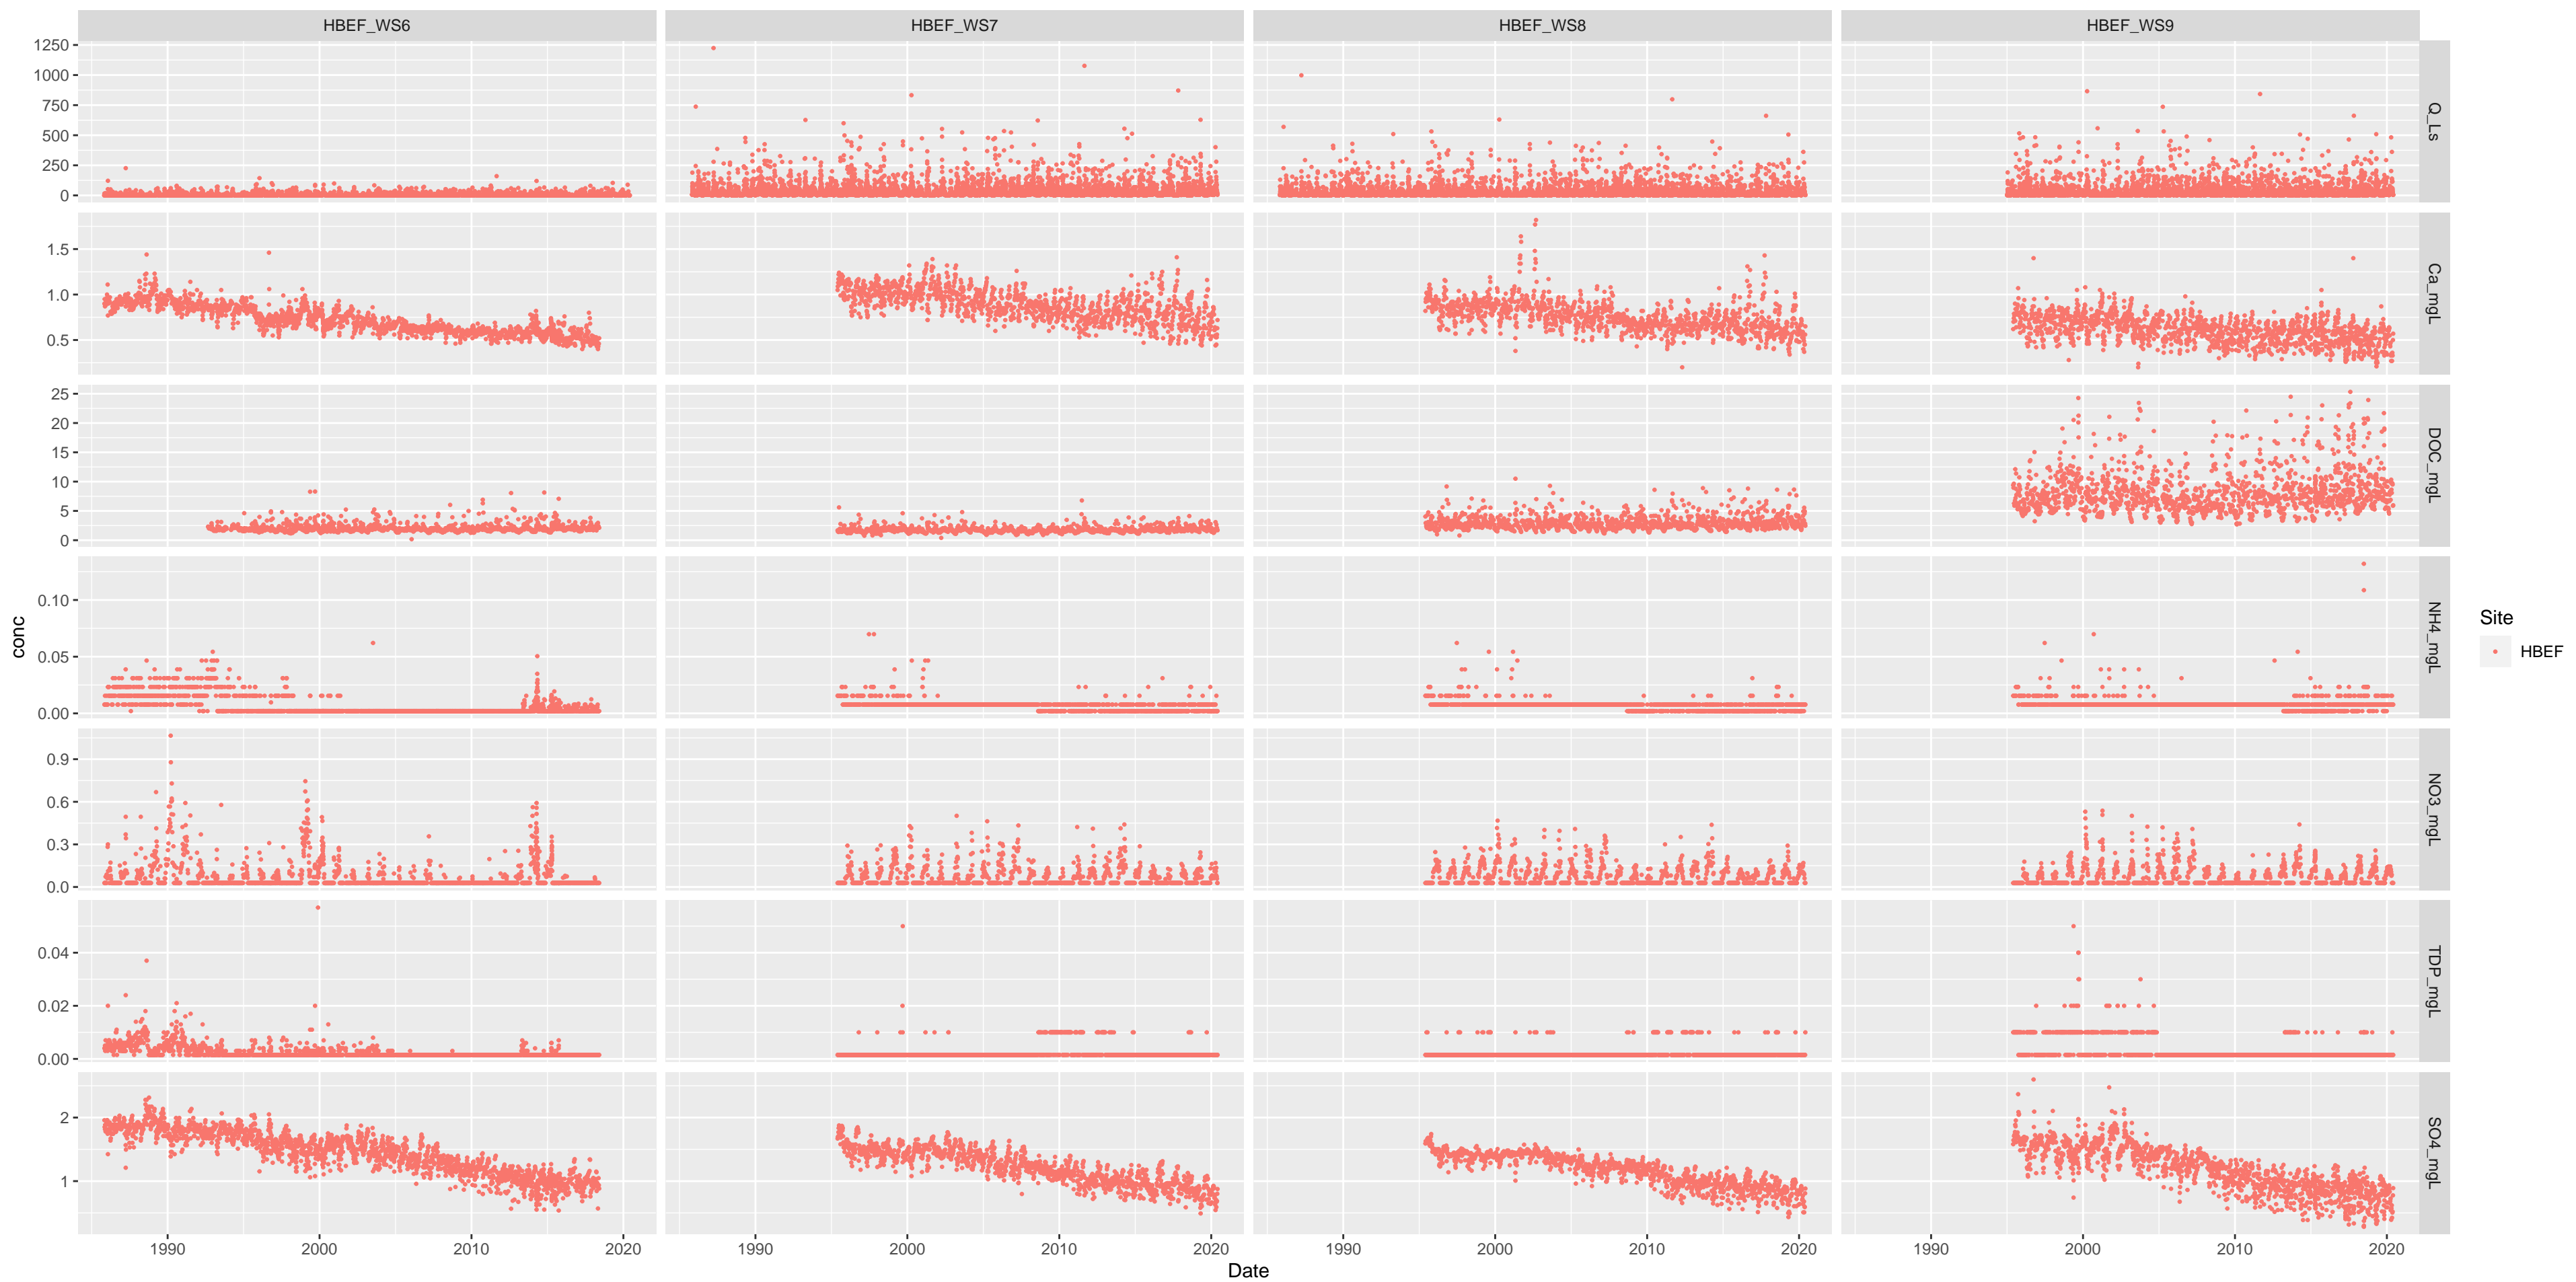 HBEF_WS6 HBEF_WS7 HBEF_WS8 HBEF_WS9
1250
1000
750
500
250
0
Q_Ls
1.5
1.0
0.5
Ca_mgL
25
20
15
10
5
0
DOC_mgL
0.10
0.05
0.00
NH4_mgL
0.9
0.6
0.3
0.0
NO3_mgL
0.04
0.02
0.00
TDP_mgL
2
1
SO4_mgL
conc
1990 2000 2010 2020 1990 2000 2010 2020 1990 2000 2010 2020 1990 2000 2010 2020
Date
Site
HBEF